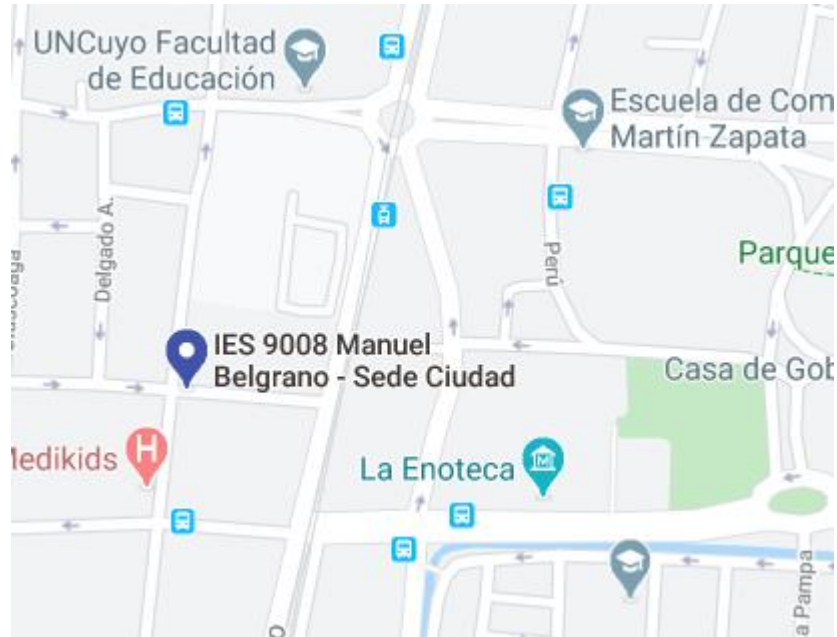 UNCuyo Facultad
de Educación
Escuela de Com
Martín Zapata
Delgado A.
Perú
Parque
IES 9008 Manuel
Belgrano - Sede Ciudad
Casa de Gob
edikids
H
La Enoteca
M
a Pampa